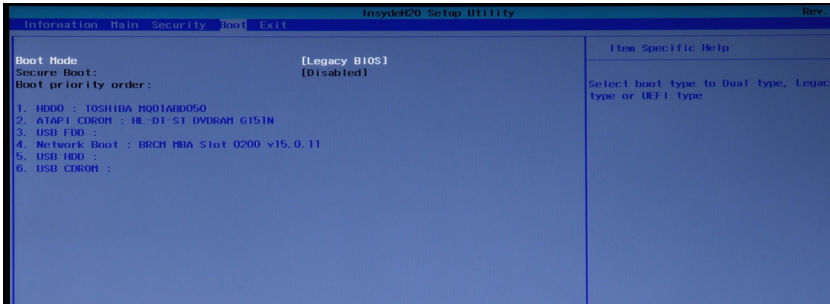 InsydeH20 Setup Utility
Rev.
Information Main Security Boot Exit
Item Specific Help
Boot Mode [Legacy BIOS]
Secure Boot: [Disabled]
Boot priority order:
Select boot type to Dual type, Legac
type or UEFI type
1. HDD0 : TOSHIBA MQ01ABD050
2. ATAPI CDROM : HL-DT-ST DVDRAM GT51N
3. USB FDD :
4. Network Boot : BRCM MBA Slot 0200 v15.0.11
5. USB HDD :
6. USB CDROM :